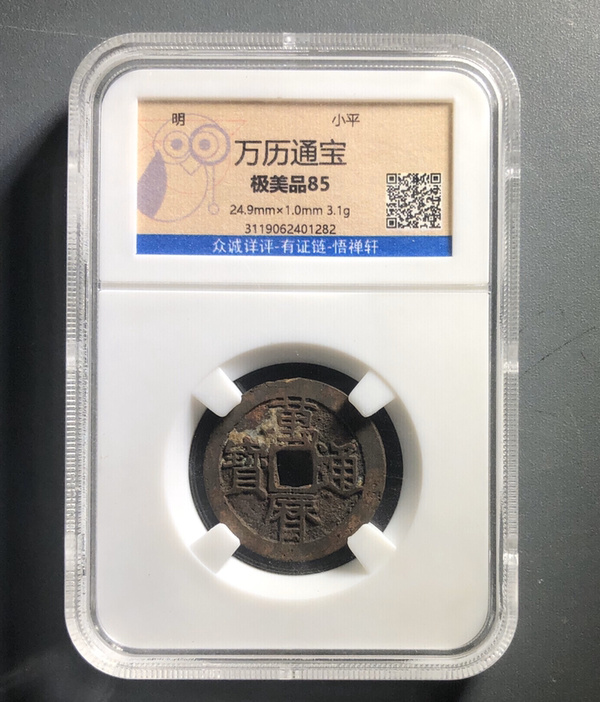 明 小平
万历通宝
极美品85
24.9mm×1.0mm 3.1g
3119062401282
众诚详评-有证链-悟禅轩
萬
寶 通
曆